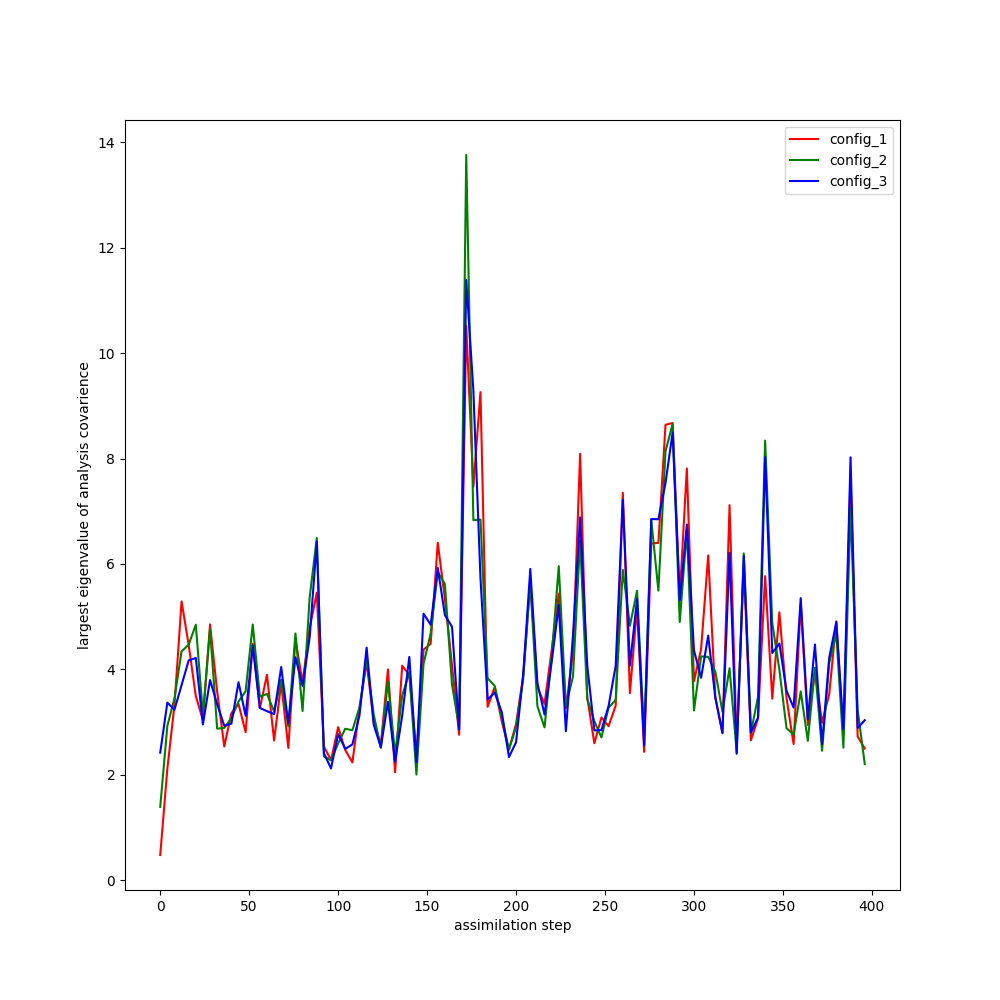 config_1
config_2
config_3
14
12
10
8
6
4
2
0
largest eigenvalue of analysis covarience
0 50 100 150 200 250 300 350 400
assimilation step